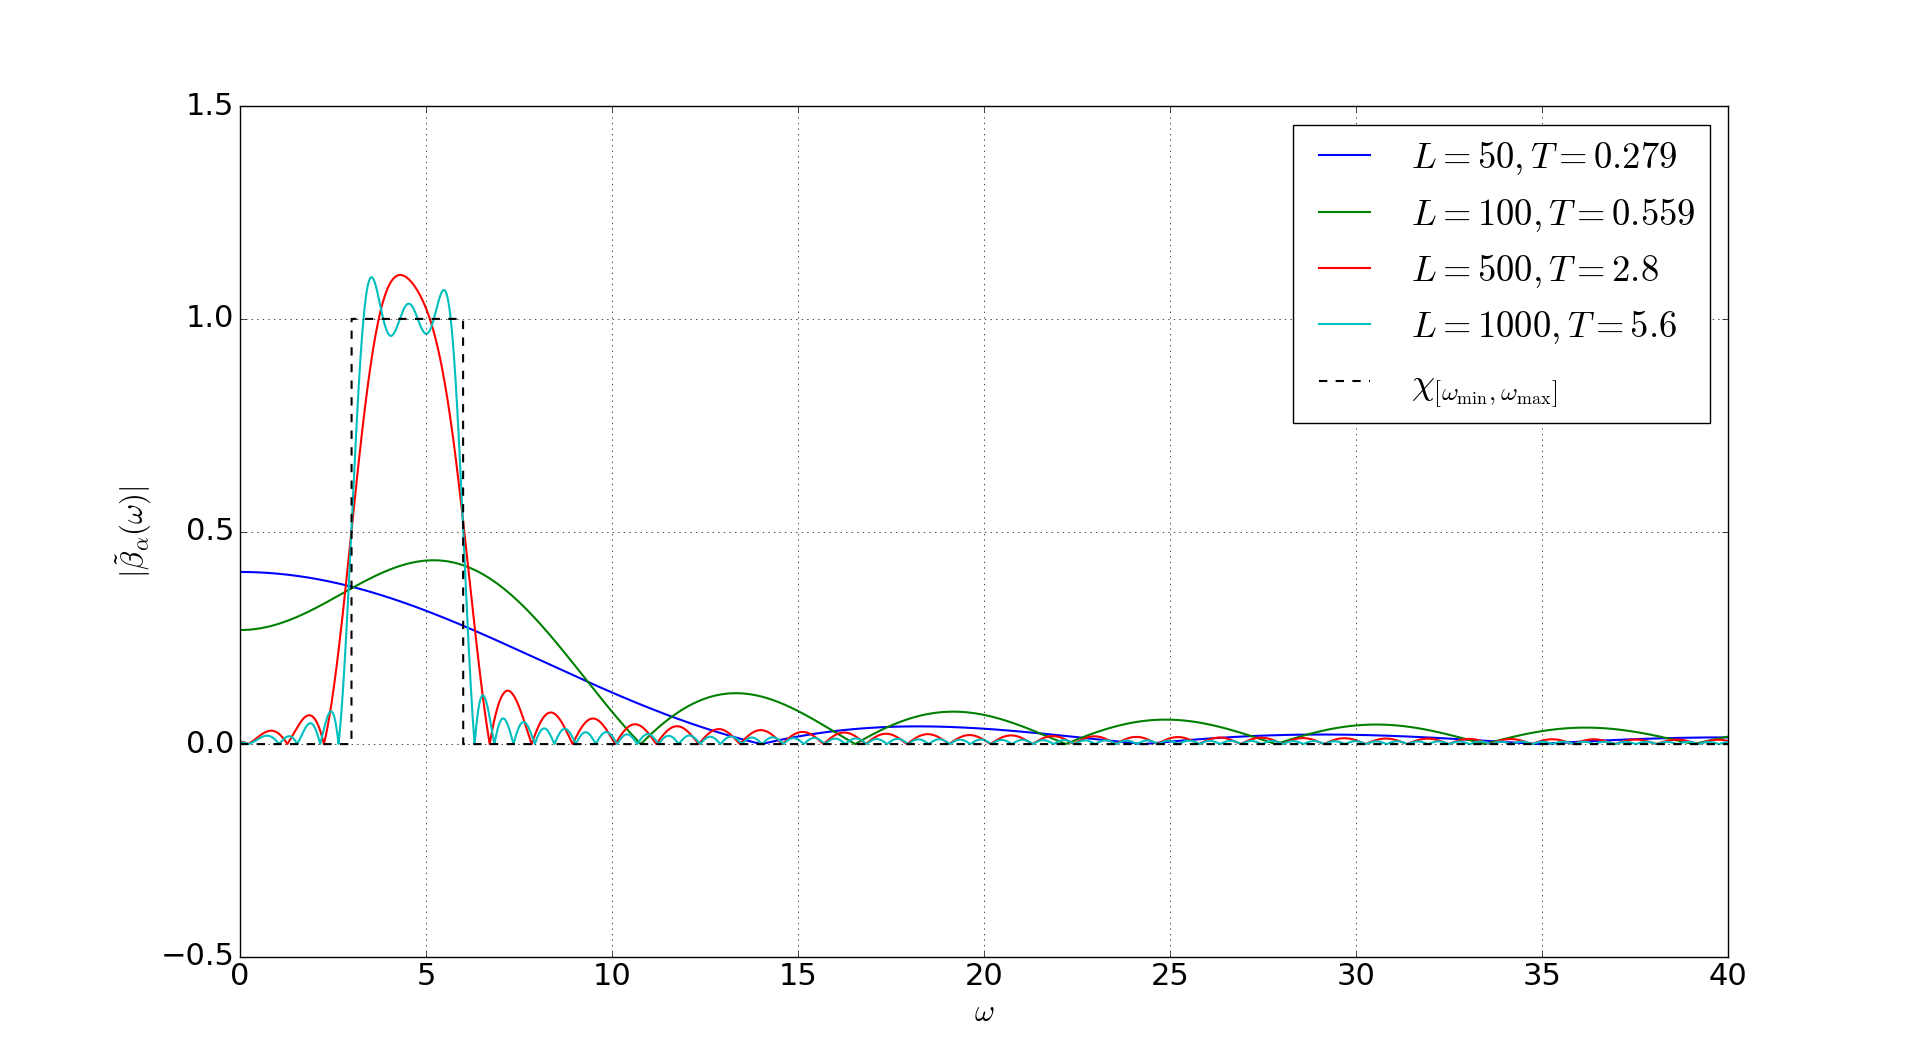 1.5
1.0
0.5
0.0
−0.5
0
5
10
15
20
25
30
35
40
ω
|β̃α(ω)|
L = 50, T = 0.279
L = 100, T = 0.559
L = 500, T = 2.8
L = 1000, T = 5.6
χ[ωmin, ωmax]